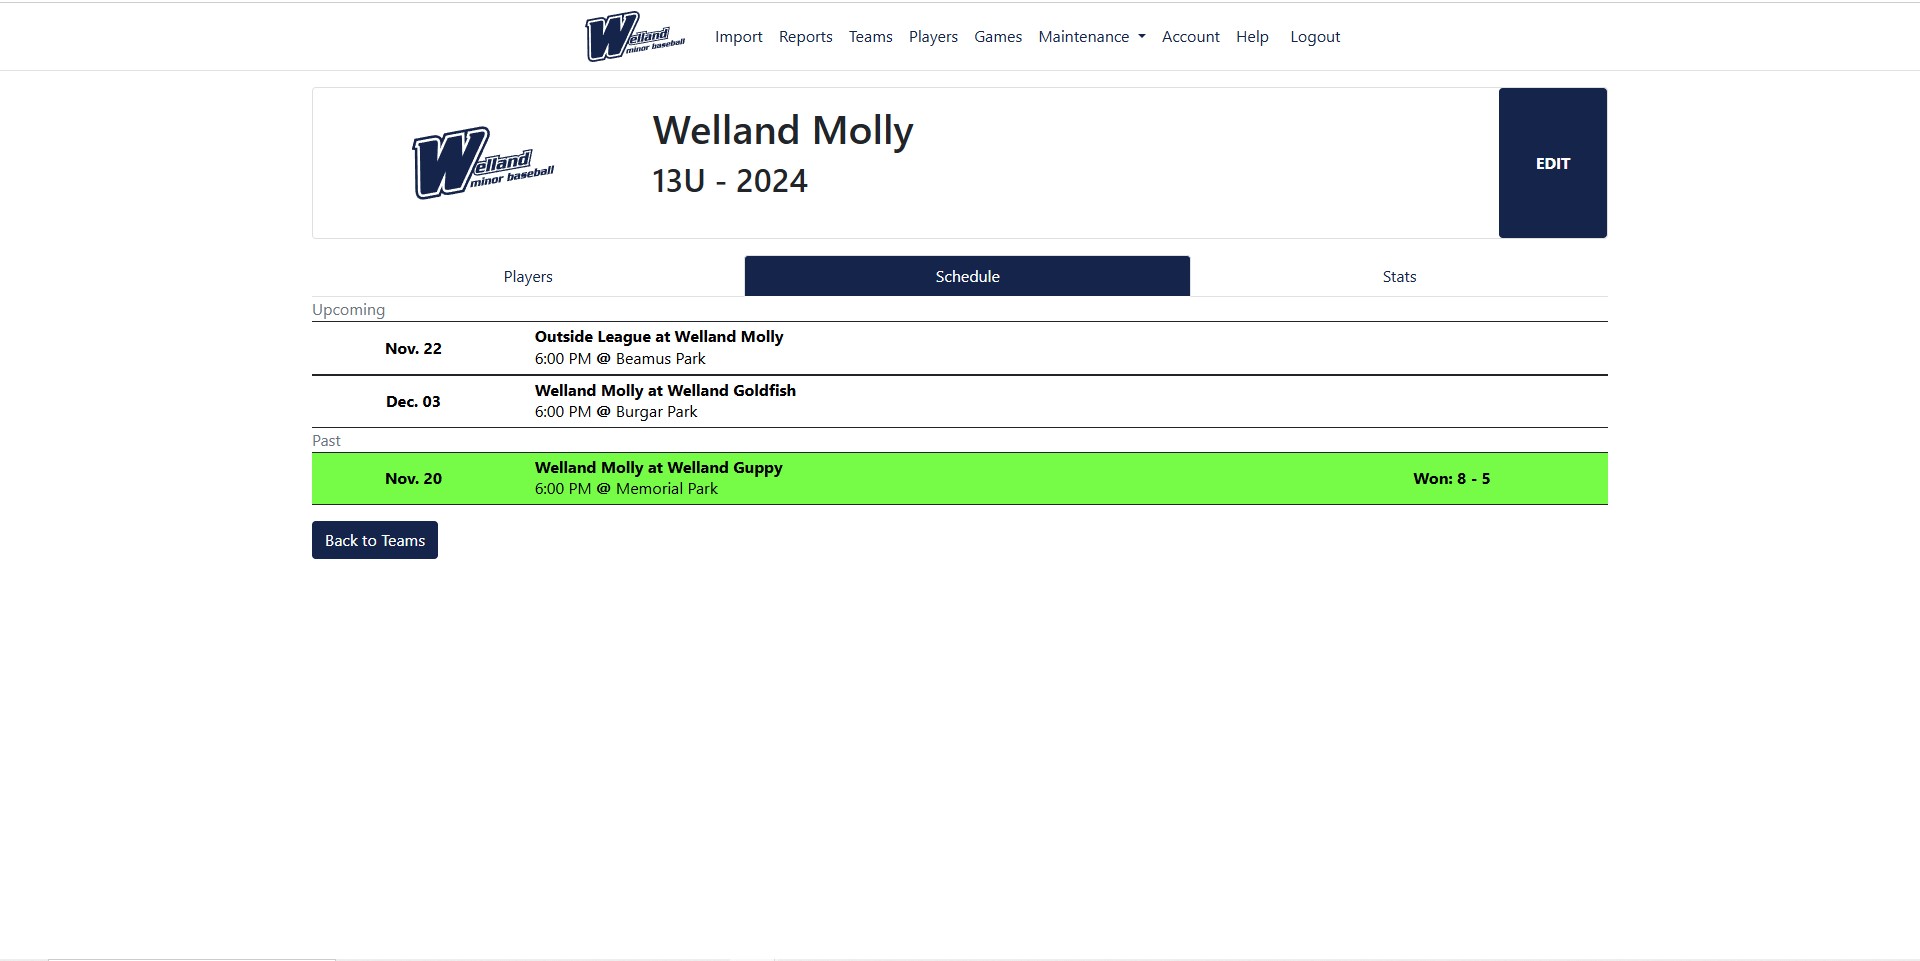 Welland minor baseball
Import Reports Teams Players Games Maintenance Account Help Logout
Welland minor baseball
Welland Molly
13U - 2024
EDIT
Players Schedule Stats
Upcoming
Nov. 22
Outside League at Welland Molly
6:00 PM @ Beamus Park
Dec. 03
Welland Molly at Welland Goldfish
6:00 PM @ Burgar Park
Past
Nov. 20
Welland Molly at Welland Guppy
6:00 PM @ Memorial Park
Won: 8 - 5
Back to Teams